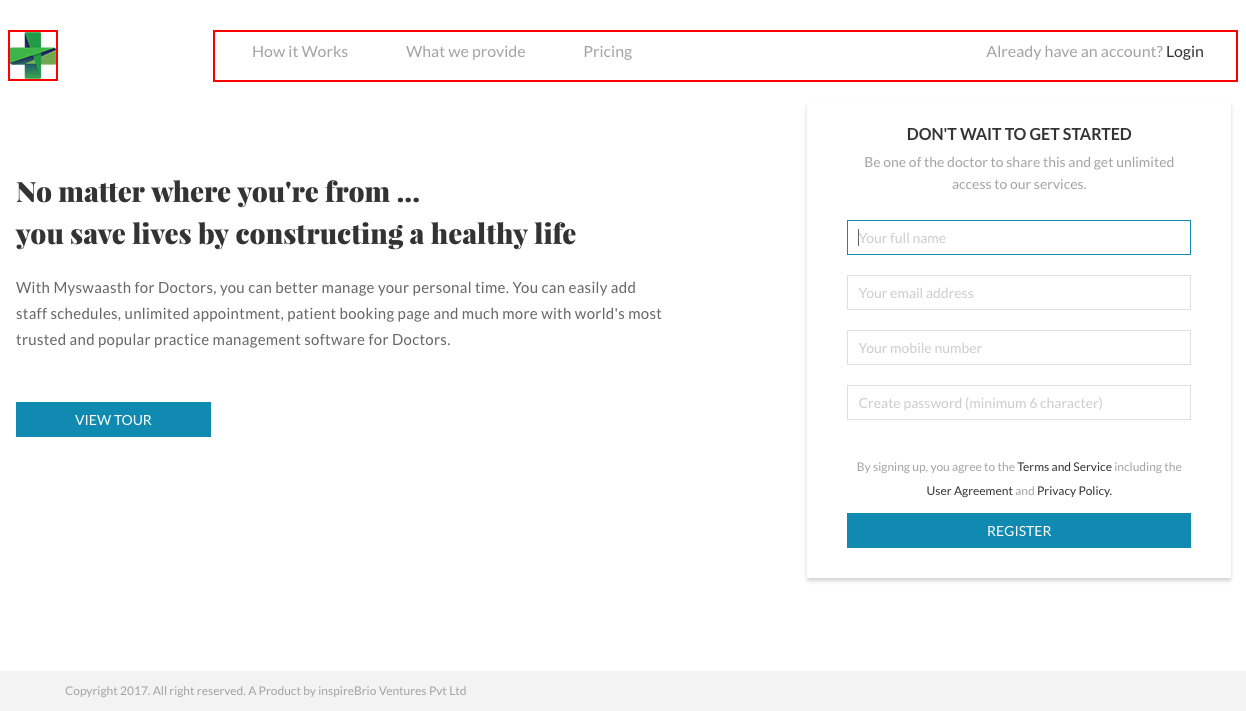 How it Works What we provide Pricing Already have an account? Login
No matter where you're from ...
you save lives by constructing a healthy life
With Myswaasth for Doctors, you can better manage your personal time. You can easily add
staff schedules, unlimited appointment, patient booking page and much more with world's most
trusted and popular practice management software for Doctors.
VIEW TOUR
DON'T WAIT TO GET STARTED
Be one of the doctor to share this and get unlimited
access to our services.
Your full name
Your email address
Your mobile number
Create password (minimum 6 character)
By signing up, you agree to the Terms and Service including the
User Agreement and Privacy Policy.
REGISTER
Copyright 2017. All right reserved. A Product by inspireBrio Ventures Pvt Ltd